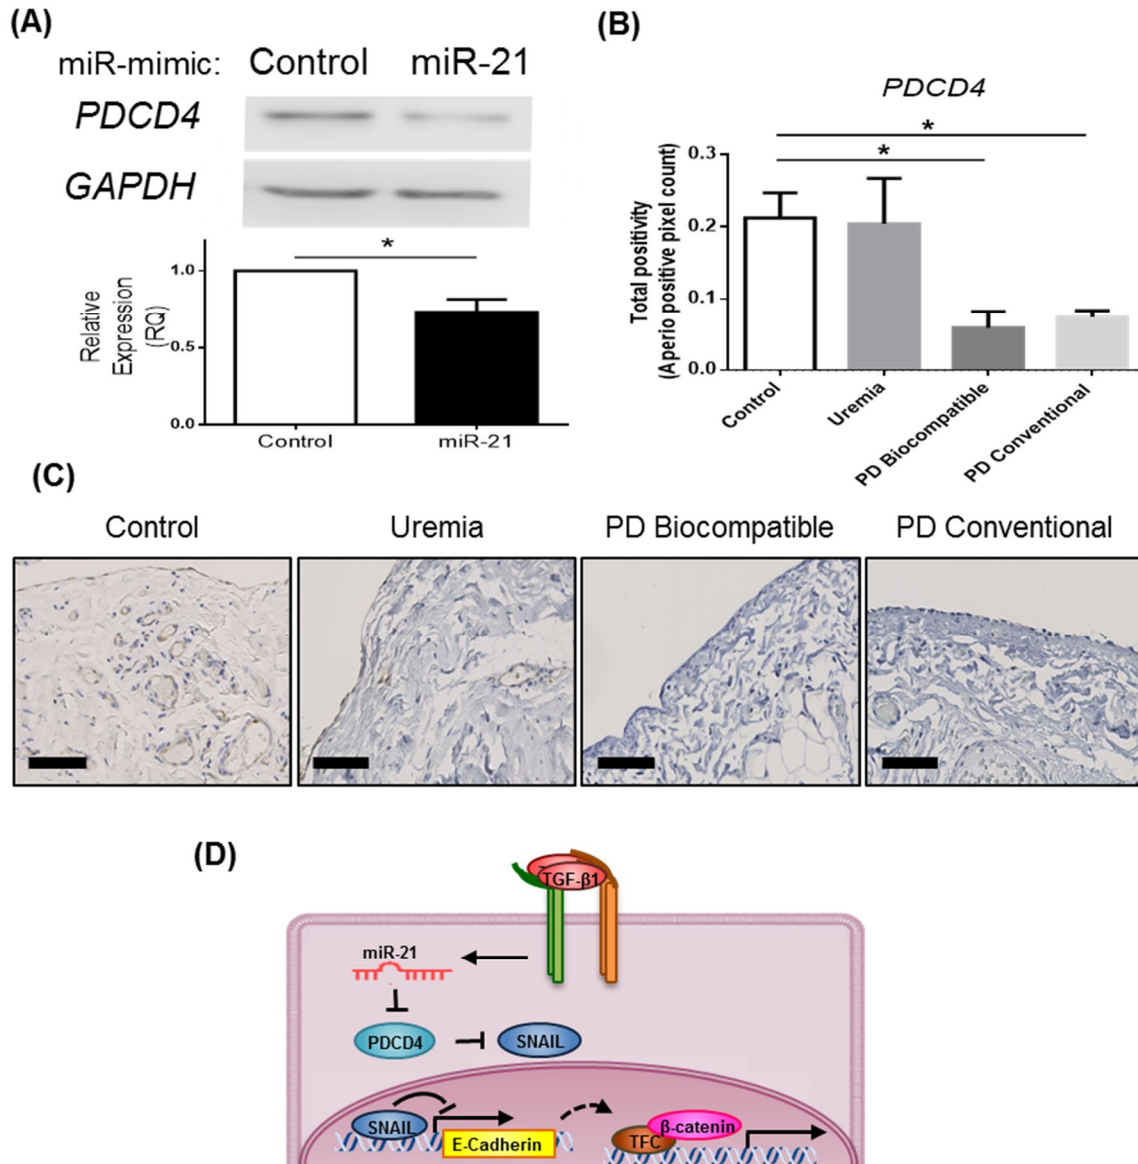 (A)
miR-mimic: Control miR-21
PDCD4
GAPDH
*
Relative
Expression
(RQ)
1.0
0.5
0.0
Control miR-21
(B)
PDCD4
*
*
Total positivity
(Aperio positive pixel count)
0.3
0.2
0.1
0.0
Control
Uremia
PD Biocompatible
PD Conventional
(C)
Control Uremia PD Biocompatible PD Conventional
(D)
TGF-β1
miR-21
PDCD4 SNAIL
SNAIL
E-Cadherin
β-catenin
TFC